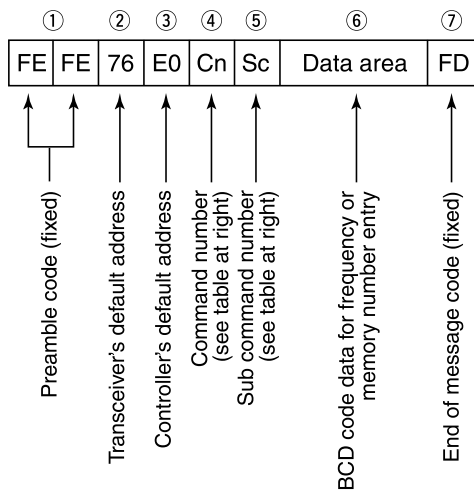 ① ② ③ ④ ⑤ ⑥ ⑦
FE FE 76 E0 Cn Sc Data area FD
Preamble code (fixed)
Transceiver's default address
Controller's default address
Command number
(see table at right)
Sub command number
(see table at right)
BCD code data for frequency or
memory number entry
End of message code (fixed)